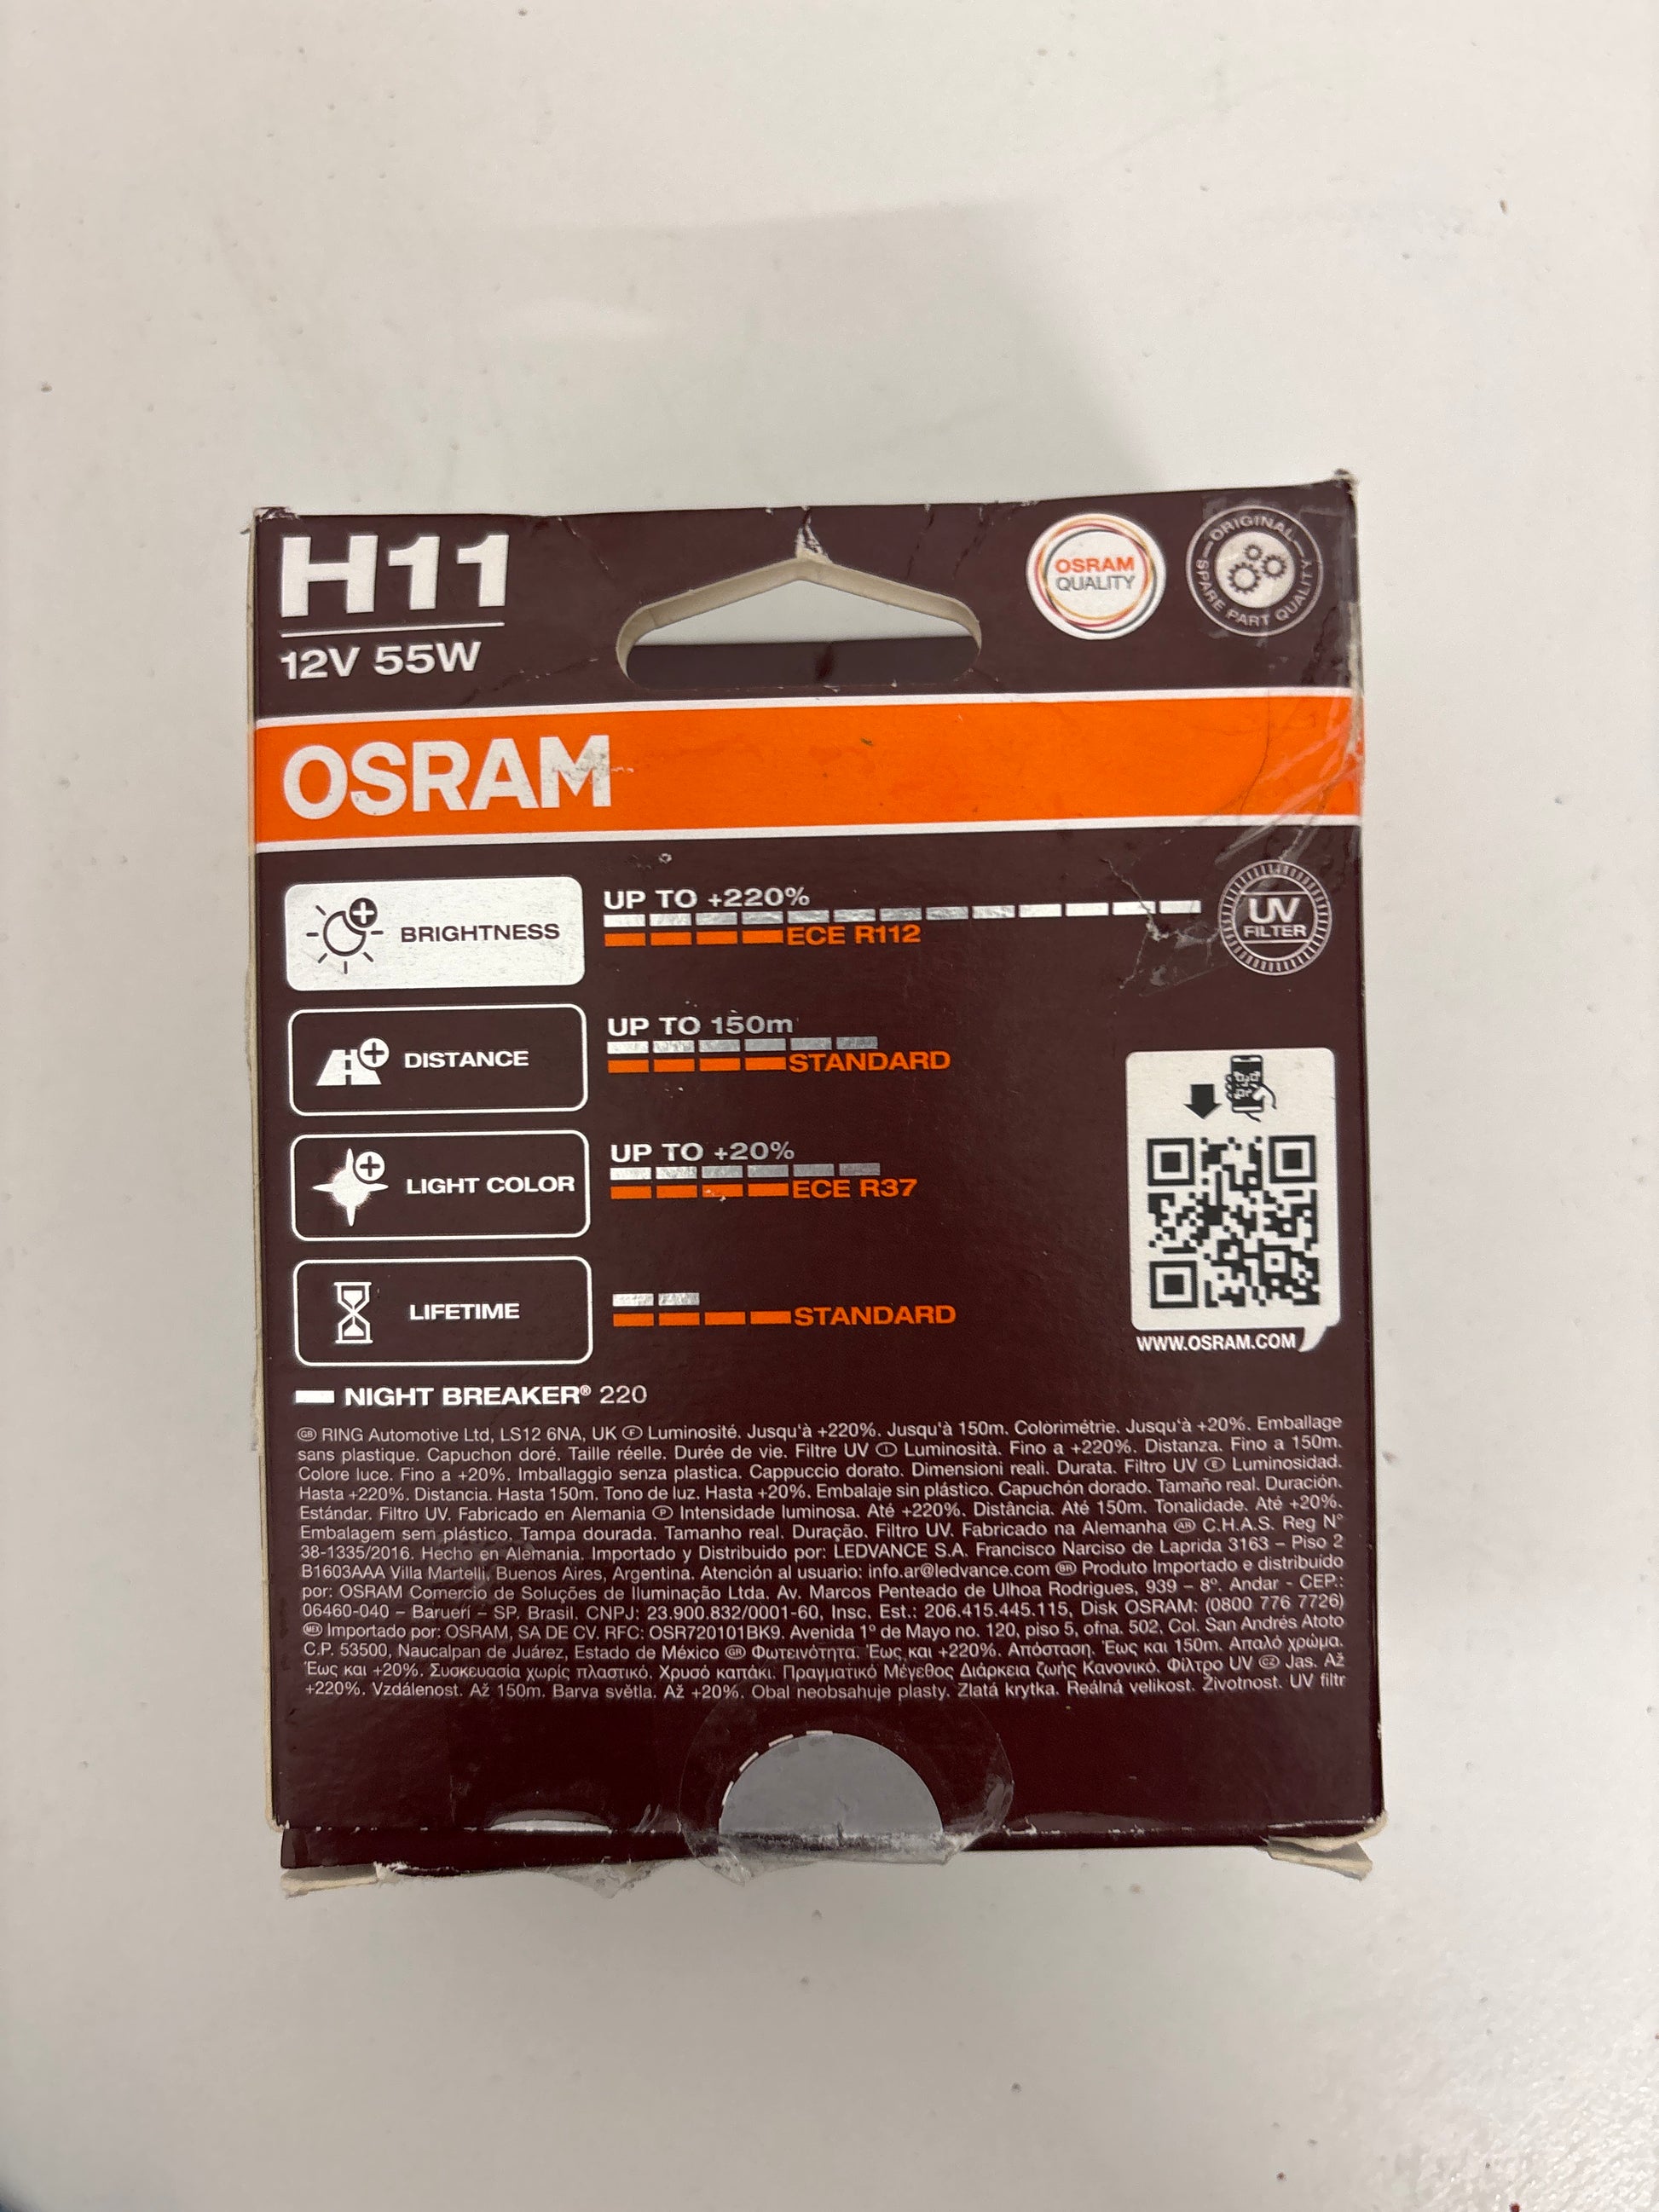 H11
12V 55W
OSRAM QUALITY
ORIGINAL SPARE PART QUALITY
OSRAM
BRIGHTNESS
UP TO +220%
ECE R112
UV FILTER
DISTANCE
UP TO 150m
STANDARD
LIGHT COLOR
UP TO +20%
ECE R37
LIFETIME
STANDARD
WWW.OSRAM.COM
NIGHT BREAKER® 220
GB RING Automotive Ltd, LS12 6NA, UK F Luminosité. Jusqu'à +220%. Jusqu'à 150m. Colorimétrie. Jusqu'à +20%. Emballage
sans plastique. Capuchon doré. Taille réelle. Durée de vie. Filtre UV I Luminosità. Fino a +220%. Distanza. Fino a 150m.
Colore luce. Fino a +20%. Imballaggio senza plastica. Cappuccio dorato. Dimensioni reali. Durata. Filtro UV E Luminosidad.
Hasta +220%. Distancia. Hasta 150m. Tono de luz. Hasta +20%. Embalaje sin plástico. Capuchón dorado. Tamaño real. Duración.
Estándar. Filtro UV. Fabricado en Alemania P Intensidade luminosa. Até +220%. Distância. Até 150m. Tonalidade. Até +20%.
Embalagem sem plástico. Tampa dourada. Tamanho real. Duração. Filtro UV. Fabricado na Alemanha AR C.H.A.S. Reg N°
38-1335/2016. Hecho en Alemania. Importado y Distribuido por: LEDVANCE S.A. Francisco Narciso de Laprida 3163 – Piso 2
B1603AAA Villa Martelli, Buenos Aires, Argentina. Atención al usuario: info.ar@ledvance.com BR Produto Importado e distribuído
por: OSRAM Comercio de Soluções de Iluminação Ltda. Av. Marcos Penteado de Ulhoa Rodrigues, 939 – 8º. Andar - CEP.:
06460-040 – Barueri – SP. Brasil. CNPJ: 23.900.832/0001-60, Insc. Est.: 206.415.445.115, Disk OSRAM: (0800 776 7726)
MEX Importado por: OSRAM, SA DE CV. RFC: OSR720101BK9. Avenida 1º de Mayo no. 120, piso 5, ofna. 502, Col. San Andrés Atoto
C.P. 53500, Naucalpan de Juárez, Estado de México GR Φωτεινότητα. Έως και +220%. Απόσταση. Έως και 150m. Απαλό χρώμα.
Έως και +20%. Συσκευασία χωρίς πλαστικό. Χρυσό καπάκι. Πραγματικό Μέγεθος Διάρκεια ζωής Κανονικό. Φίλτρο UV CZ Jas. Až
+220%. Vzdálenost. Až 150m. Barva světla. Až +20%. Obal neobsahuje plasty. Zlatá krytka. Reálná velikost. Životnost. UV filtr